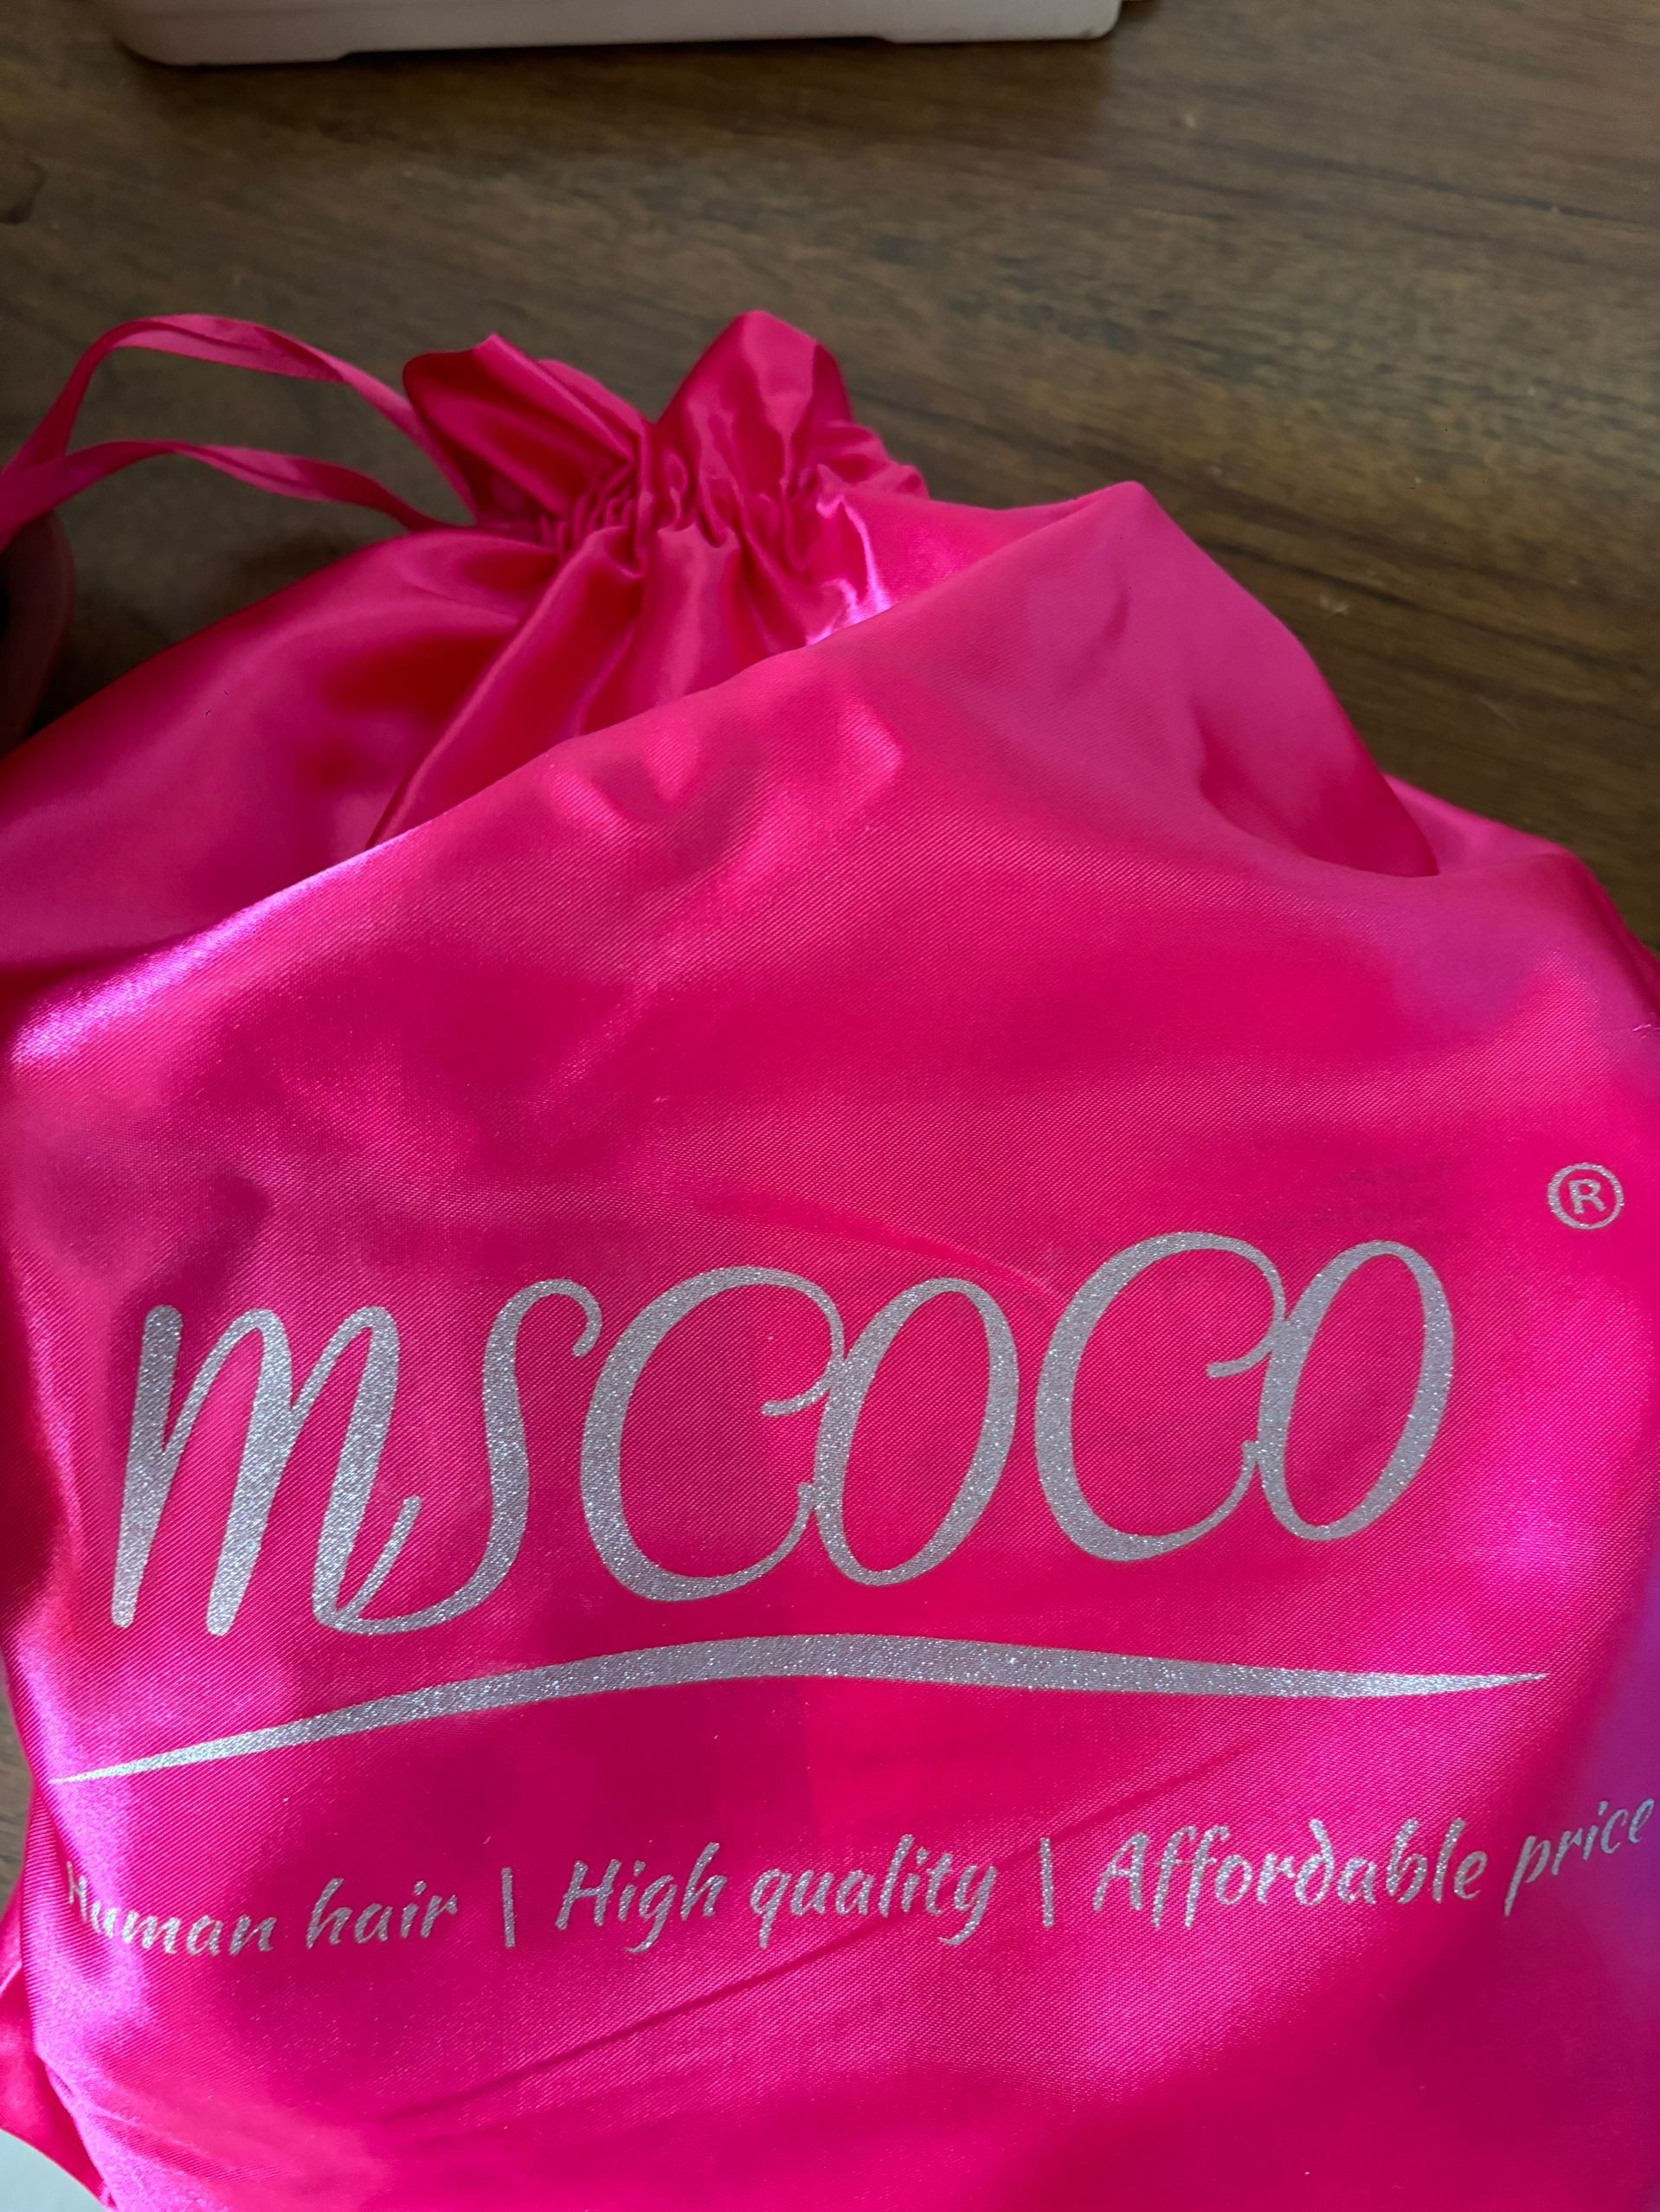 MSCOCO ®
Human hair | High quality | Affordable price